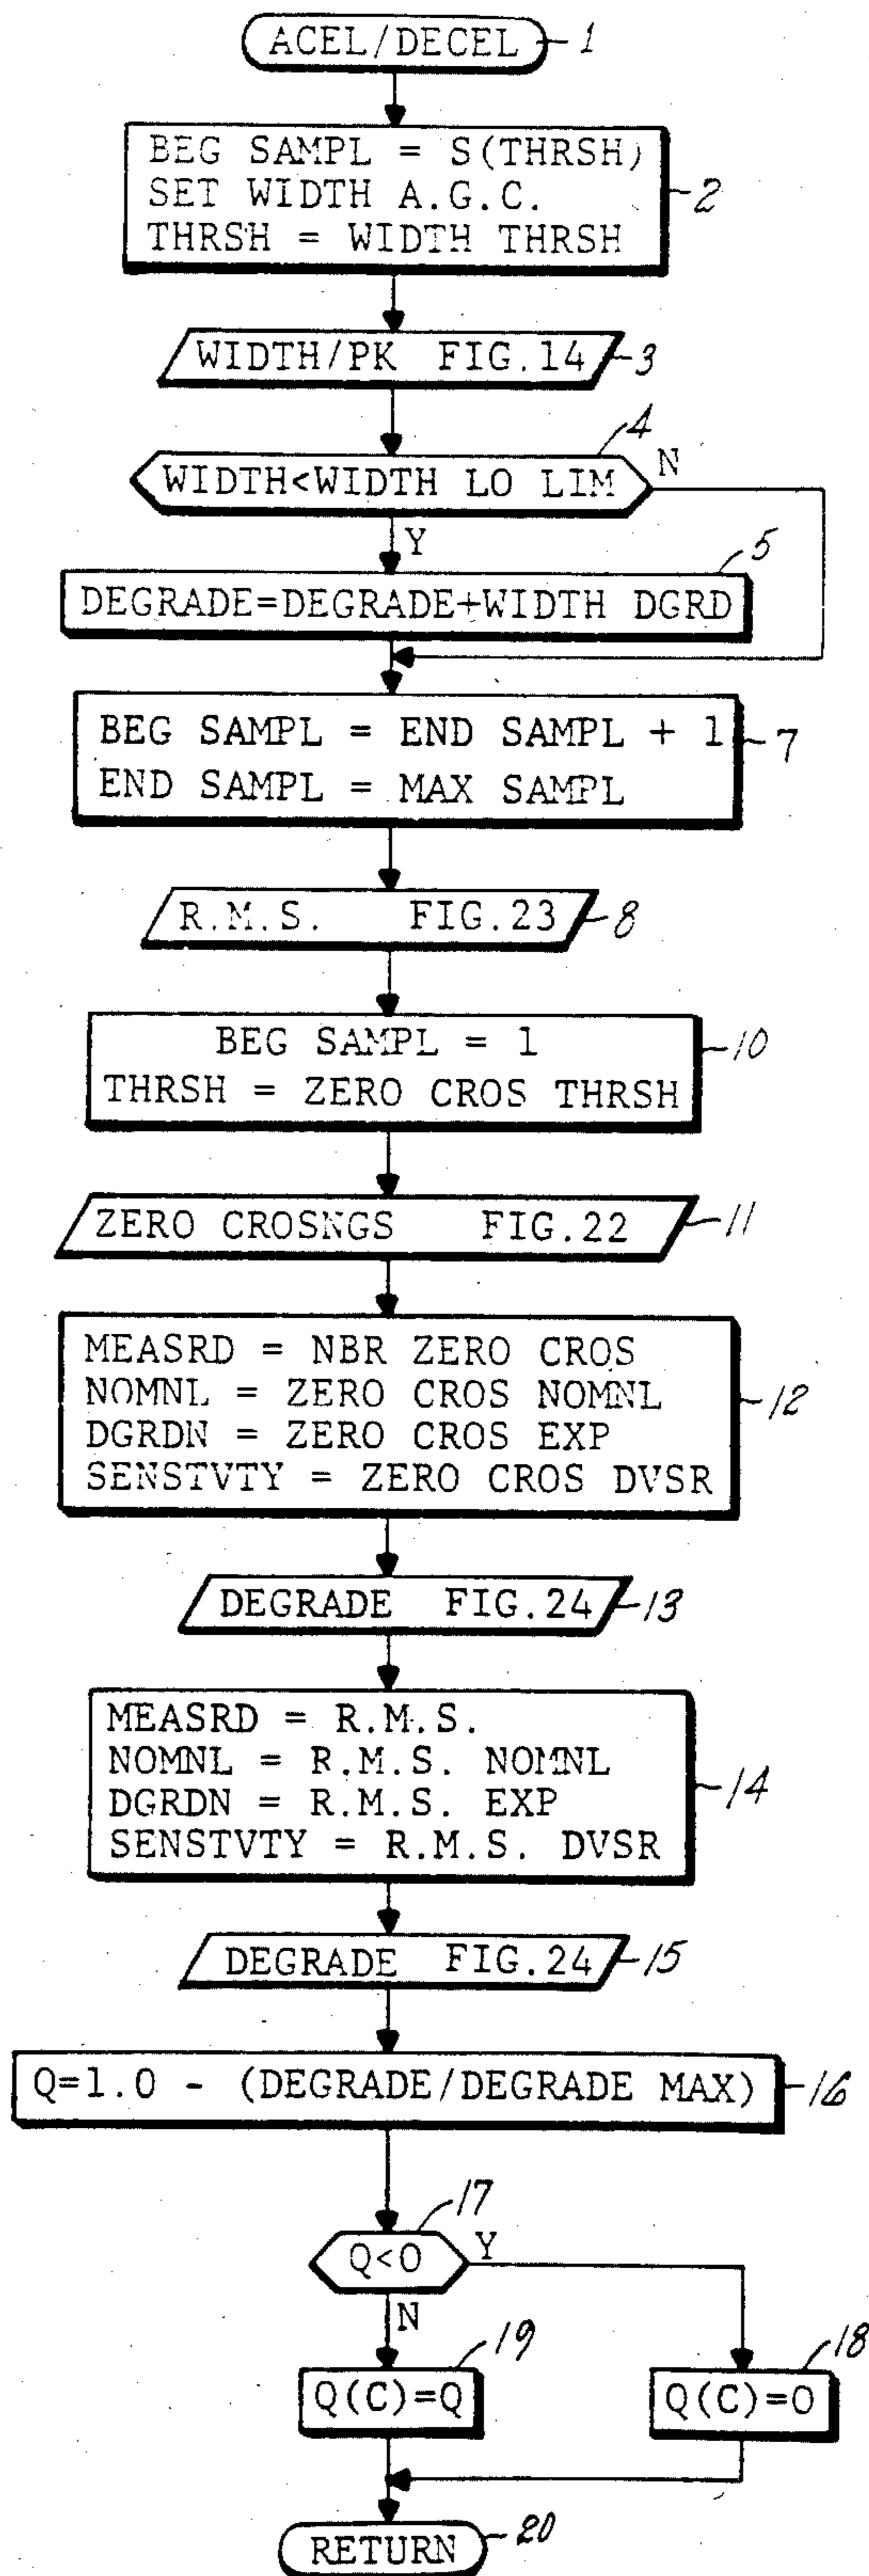 ACEL/DECEL 1
BEG SAMPL = S(THRSH)
SET WIDTH A.G.C.
THRSH = WIDTH THRSH
2
WIDTH/PK FIG.14 3
4
WIDTH<WIDTH LO LIM N
Y
5
DEGRADE=DEGRADE+WIDTH DGRD
BEG SAMPL = END SAMPL + 1
END SAMPL = MAX SAMPL
7
R.M.S. FIG.23 8
BEG SAMPL = 1
THRSH = ZERO CROS THRSH
10
ZERO CROSNGS FIG.22 11
MEASRD = NBR ZERO CROS
NOMNL = ZERO CROS NOMNL
DGRDN = ZERO CROS EXP
SENSTVTY = ZERO CROS DVSR
12
DEGRADE FIG.24 13
MEASRD = R.M.S.
NOMNL = R.M.S. NOMNL
DGRDN = R.M.S. EXP
SENSTVTY = R.M.S. DVSR
14
DEGRADE FIG.24 15
Q=1.0 - (DEGRADE/DEGRADE MAX) 16
17
Q<0 Y
N
19 18
Q(C)=Q Q(C)=0
RETURN 20